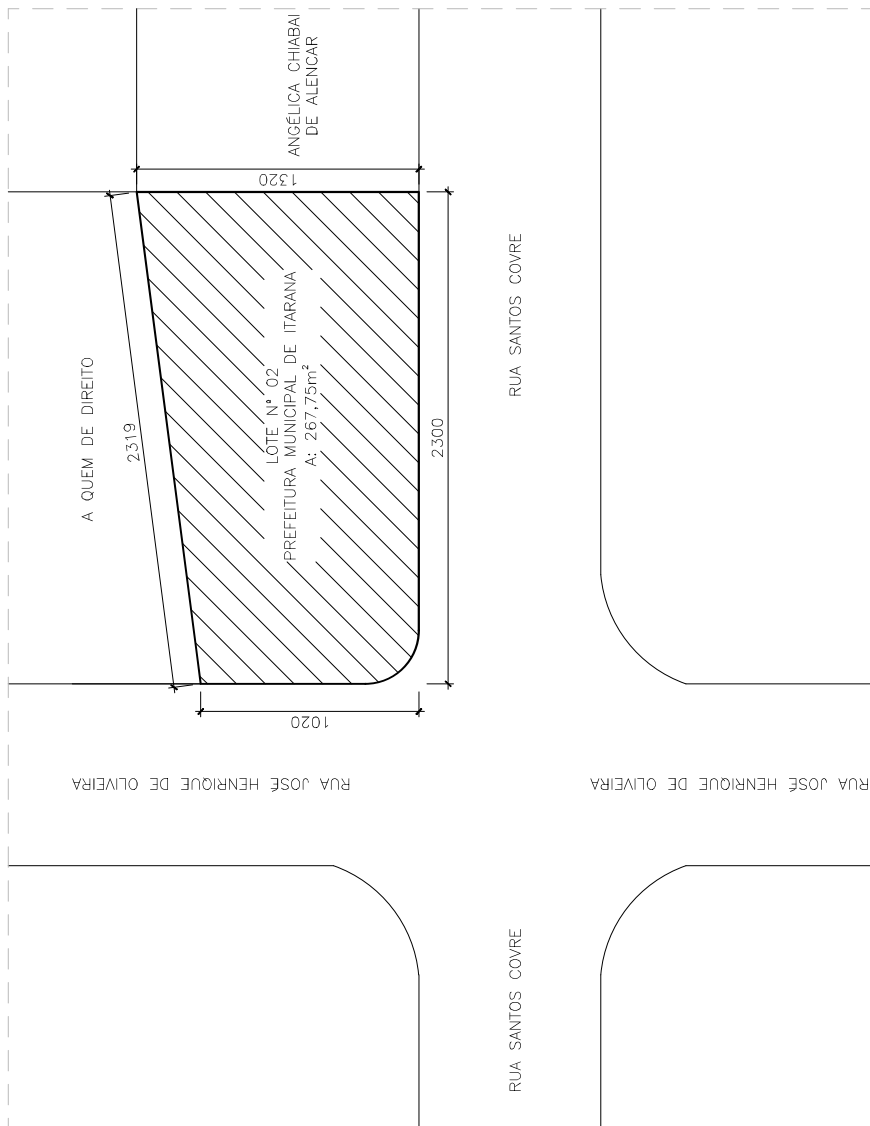 ANGÉLICA CHIABAI
DE ALENCAR
1320
A QUEM DE DIREITO
2319
LOTE Nº 02
PREFEITURA MUNICIPAL DE ITARANA
A: 267,75m²
2300
RUA SANTOS COVRE
1020
RUA JOSÉ HENRIQUE DE OLIVEIRA
RUA JOSÉ HENRIQUE DE OLIVEIRA
RUA SANTOS COVRE